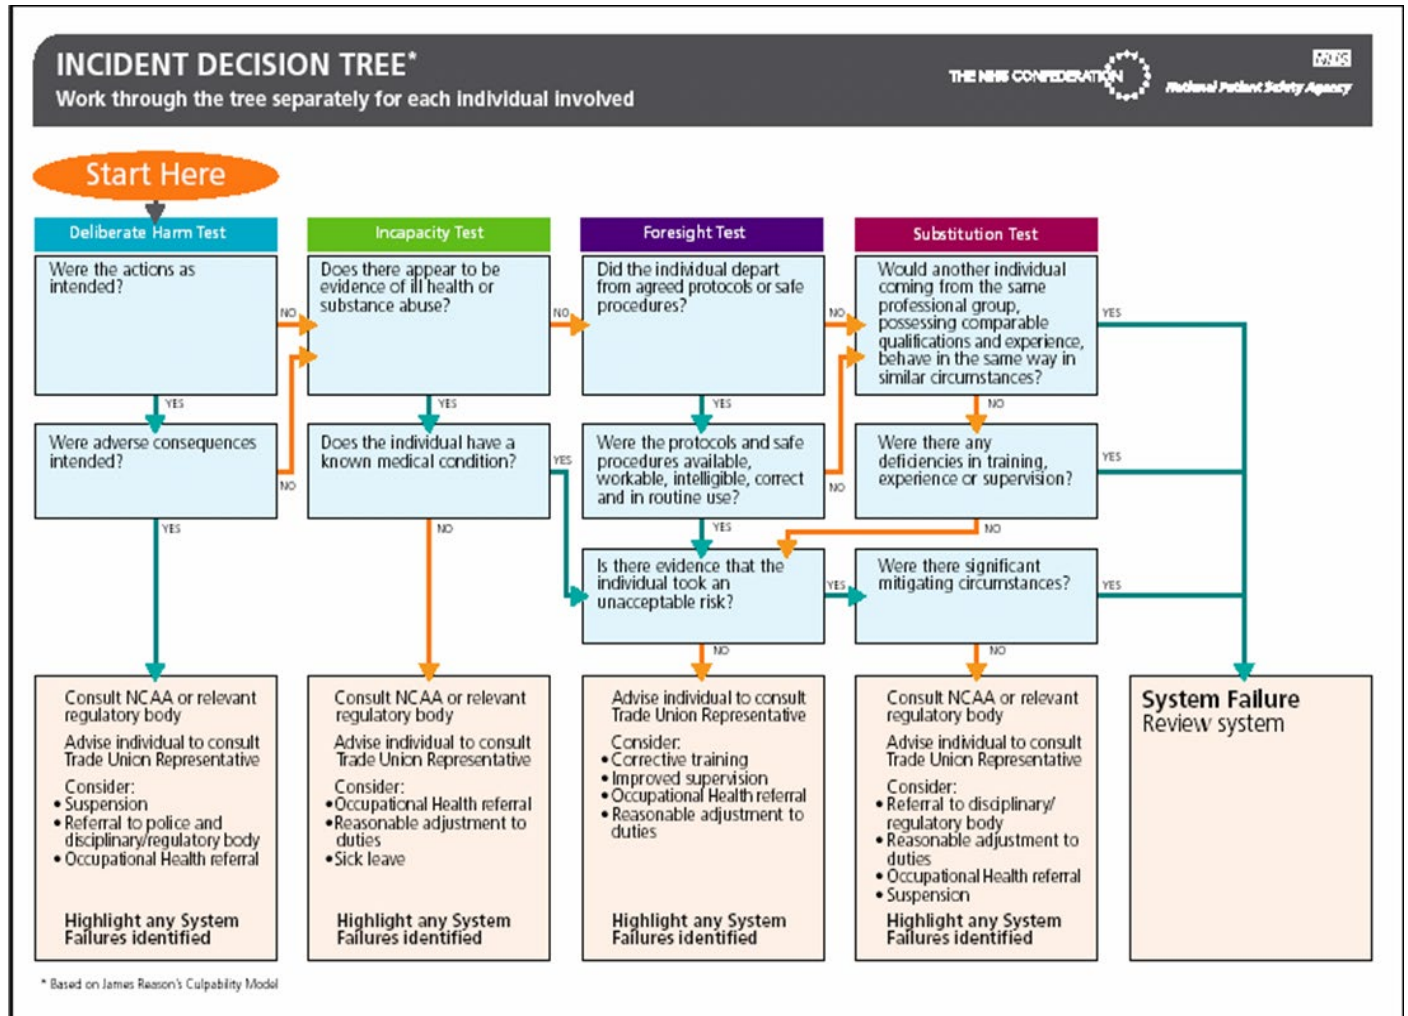 INCIDENT DECISION TREE*
Work through the tree separately for each individual involved
THE NHS CONFEDERATION
NHS
National Patient Safety Agency
Start Here
Deliberate Harm Test
Were the actions as
intended?
NO
YES
Were adverse consequences
intended?
NO
YES
Consult NCAA or relevant
regulatory body
Advise individual to consult
Trade Union Representative
Consider:
• Suspension
• Referral to police and
disciplinary/regulatory body
• Occupational Health referral
Highlight any System
Failures identified
Incapacity Test
Does there appear to be
evidence of ill health or
substance abuse?
NO
YES
Does the individual have a
known medical condition?
YES
NO
Consult NCAA or relevant
regulatory body
Advise individual to consult
Trade Union Representative
Consider:
• Occupational Health referral
• Reasonable adjustment to
duties
• Sick leave
Highlight any System
Failures identified
Foresight Test
Did the individual depart
from agreed protocols or safe
procedures?
NO
YES
Were the protocols and safe
procedures available,
workable, intelligible, correct
and in routine use?
NO
YES
Is there evidence that the
individual took an
unacceptable risk?
YES
NO
Advise individual to consult
Trade Union Representative
Consider:
• Corrective training
• Improved supervision
• Occupational Health referral
• Reasonable adjustment to
duties
Highlight any System
Failures identified
Substitution Test
Would another individual
coming from the same
professional group,
possessing comparable
qualifications and experience,
behave in the same way in
similar circumstances?
YES
NO
Were there any
deficiencies in training,
experience or supervision?
YES
NO
Were there significant
mitigating circumstances?
YES
NO
Consult NCAA or relevant
regulatory body
Advise individual to consult
Trade Union Representative
Consider:
• Referral to disciplinary/
regulatory body
• Reasonable adjustment to
duties
• Occupational Health referral
• Suspension
Highlight any System
Failures identified
System Failure
Review system
* Based on James Reason's Culpability Model